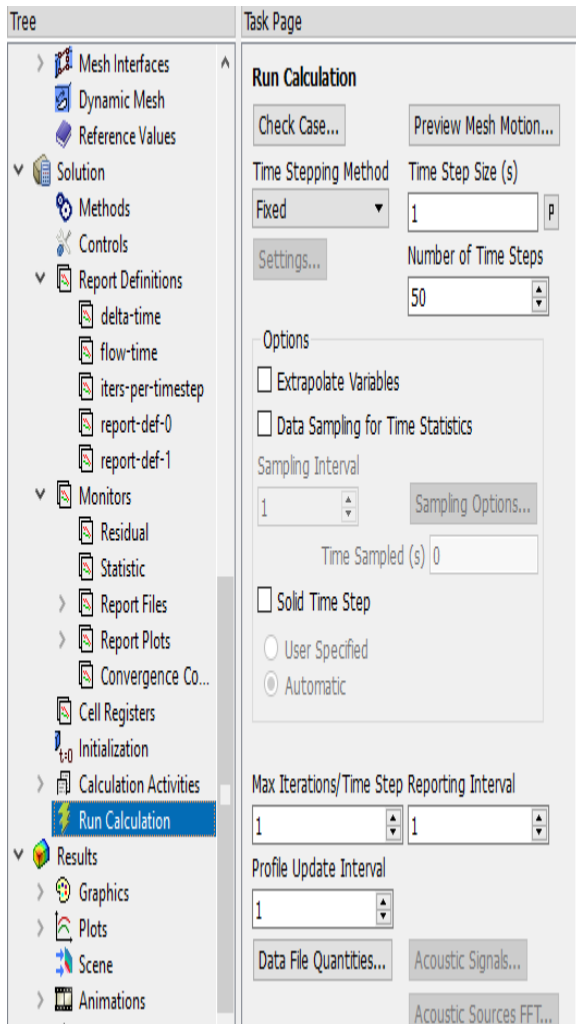 Tree
Mesh Interfaces
Dynamic Mesh
Reference Values
Solution
Methods
Controls
Report Definitions
delta-time
flow-time
iters-per-timestep
report-def-0
report-def-1
Monitors
Residual
Statistic
Report Files
Report Plots
Convergence Co...
Cell Registers
t=0 Initialization
Calculation Activities
Run Calculation
Results
Graphics
Plots
Scene
Animations
Task Page
Run Calculation
Check Case... Preview Mesh Motion...
Time Stepping Method Time Step Size (s)
Fixed 1 P
Settings... Number of Time Steps
50
Options
Extrapolate Variables
Data Sampling for Time Statistics
Sampling Interval
1 Sampling Options...
Time Sampled (s) 0
Solid Time Step
User Specified
Automatic
Max Iterations/Time Step Reporting Interval
1 1
Profile Update Interval
1
Data File Quantities... Acoustic Signals...
Acoustic Sources FFT...